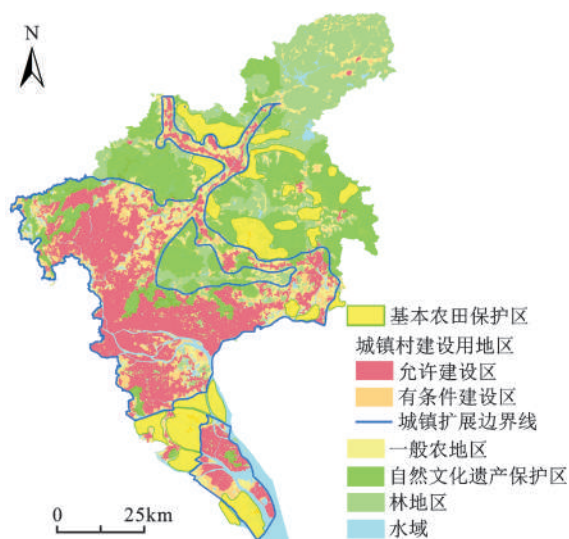 N
基本农田保护区
城镇村建设用地区
允许建设区
有条件建设区
城镇扩展边界线
一般农地区
自然文化遗产保护区
林地区
水域
0 25km